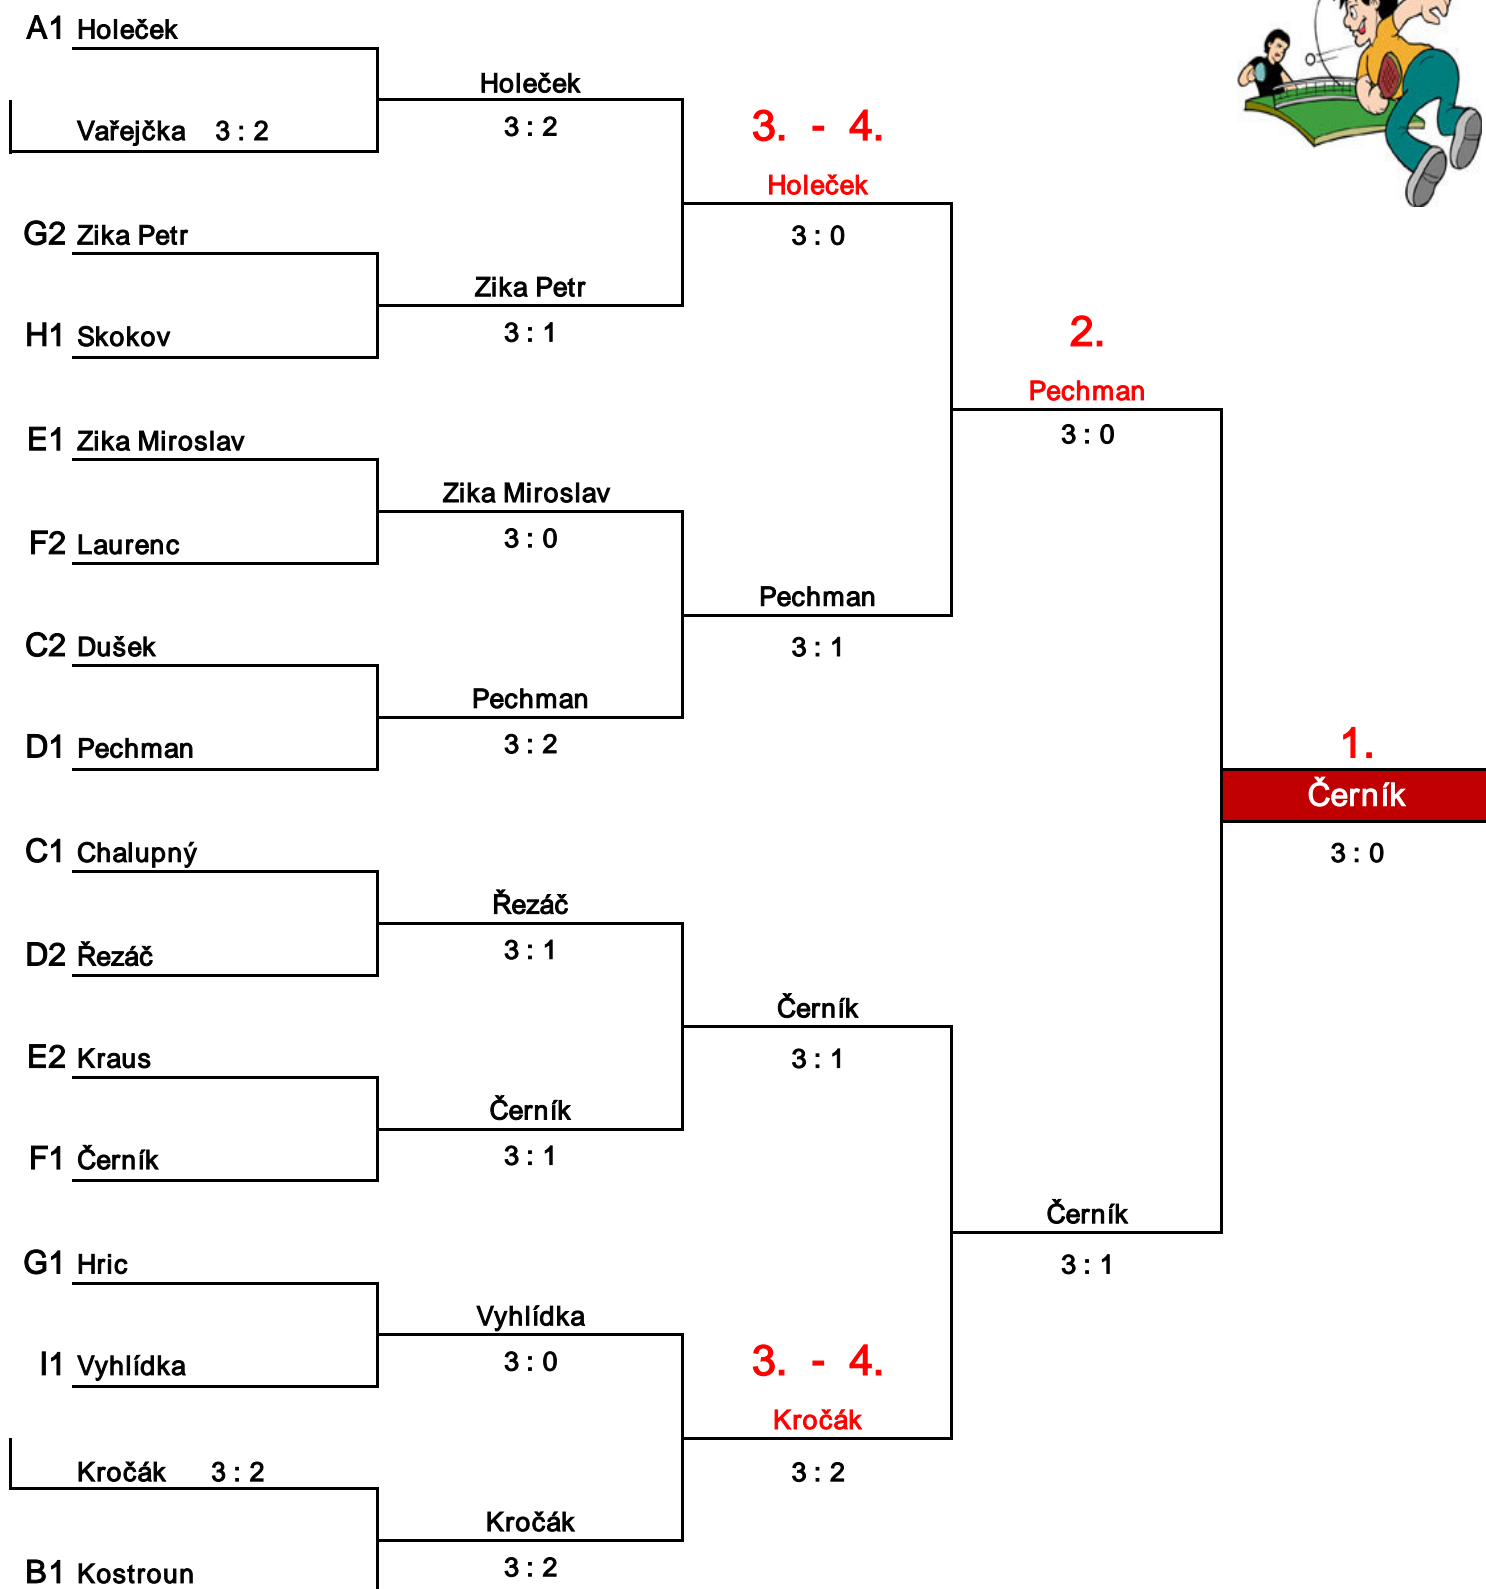 A1 Holeček
Holeček
Vařejčka 3 : 2
3 : 2
3. - 4.
Holeček
G2 Zika Petr
3 : 0
Zika Petr
H1 Skokov
3 : 1
2.
Pechman
E1 Zika Miroslav
3 : 0
Zika Miroslav
F2 Laurenc
3 : 0
Pechman
C2 Dušek
3 : 1
Pechman
D1 Pechman
3 : 2
1.
Černík
C1 Chalupný
3 : 0
Řezáč
D2 Řezáč
3 : 1
Černík
E2 Kraus
3 : 1
Černík
F1 Černík
3 : 1
Černík
G1 Hric
3 : 1
Vyhlídka
I1 Vyhlídka
3 : 0
3. - 4.
Kročák
Kročák 3 : 2
3 : 2
Kročák
B1 Kostroun
3 : 2